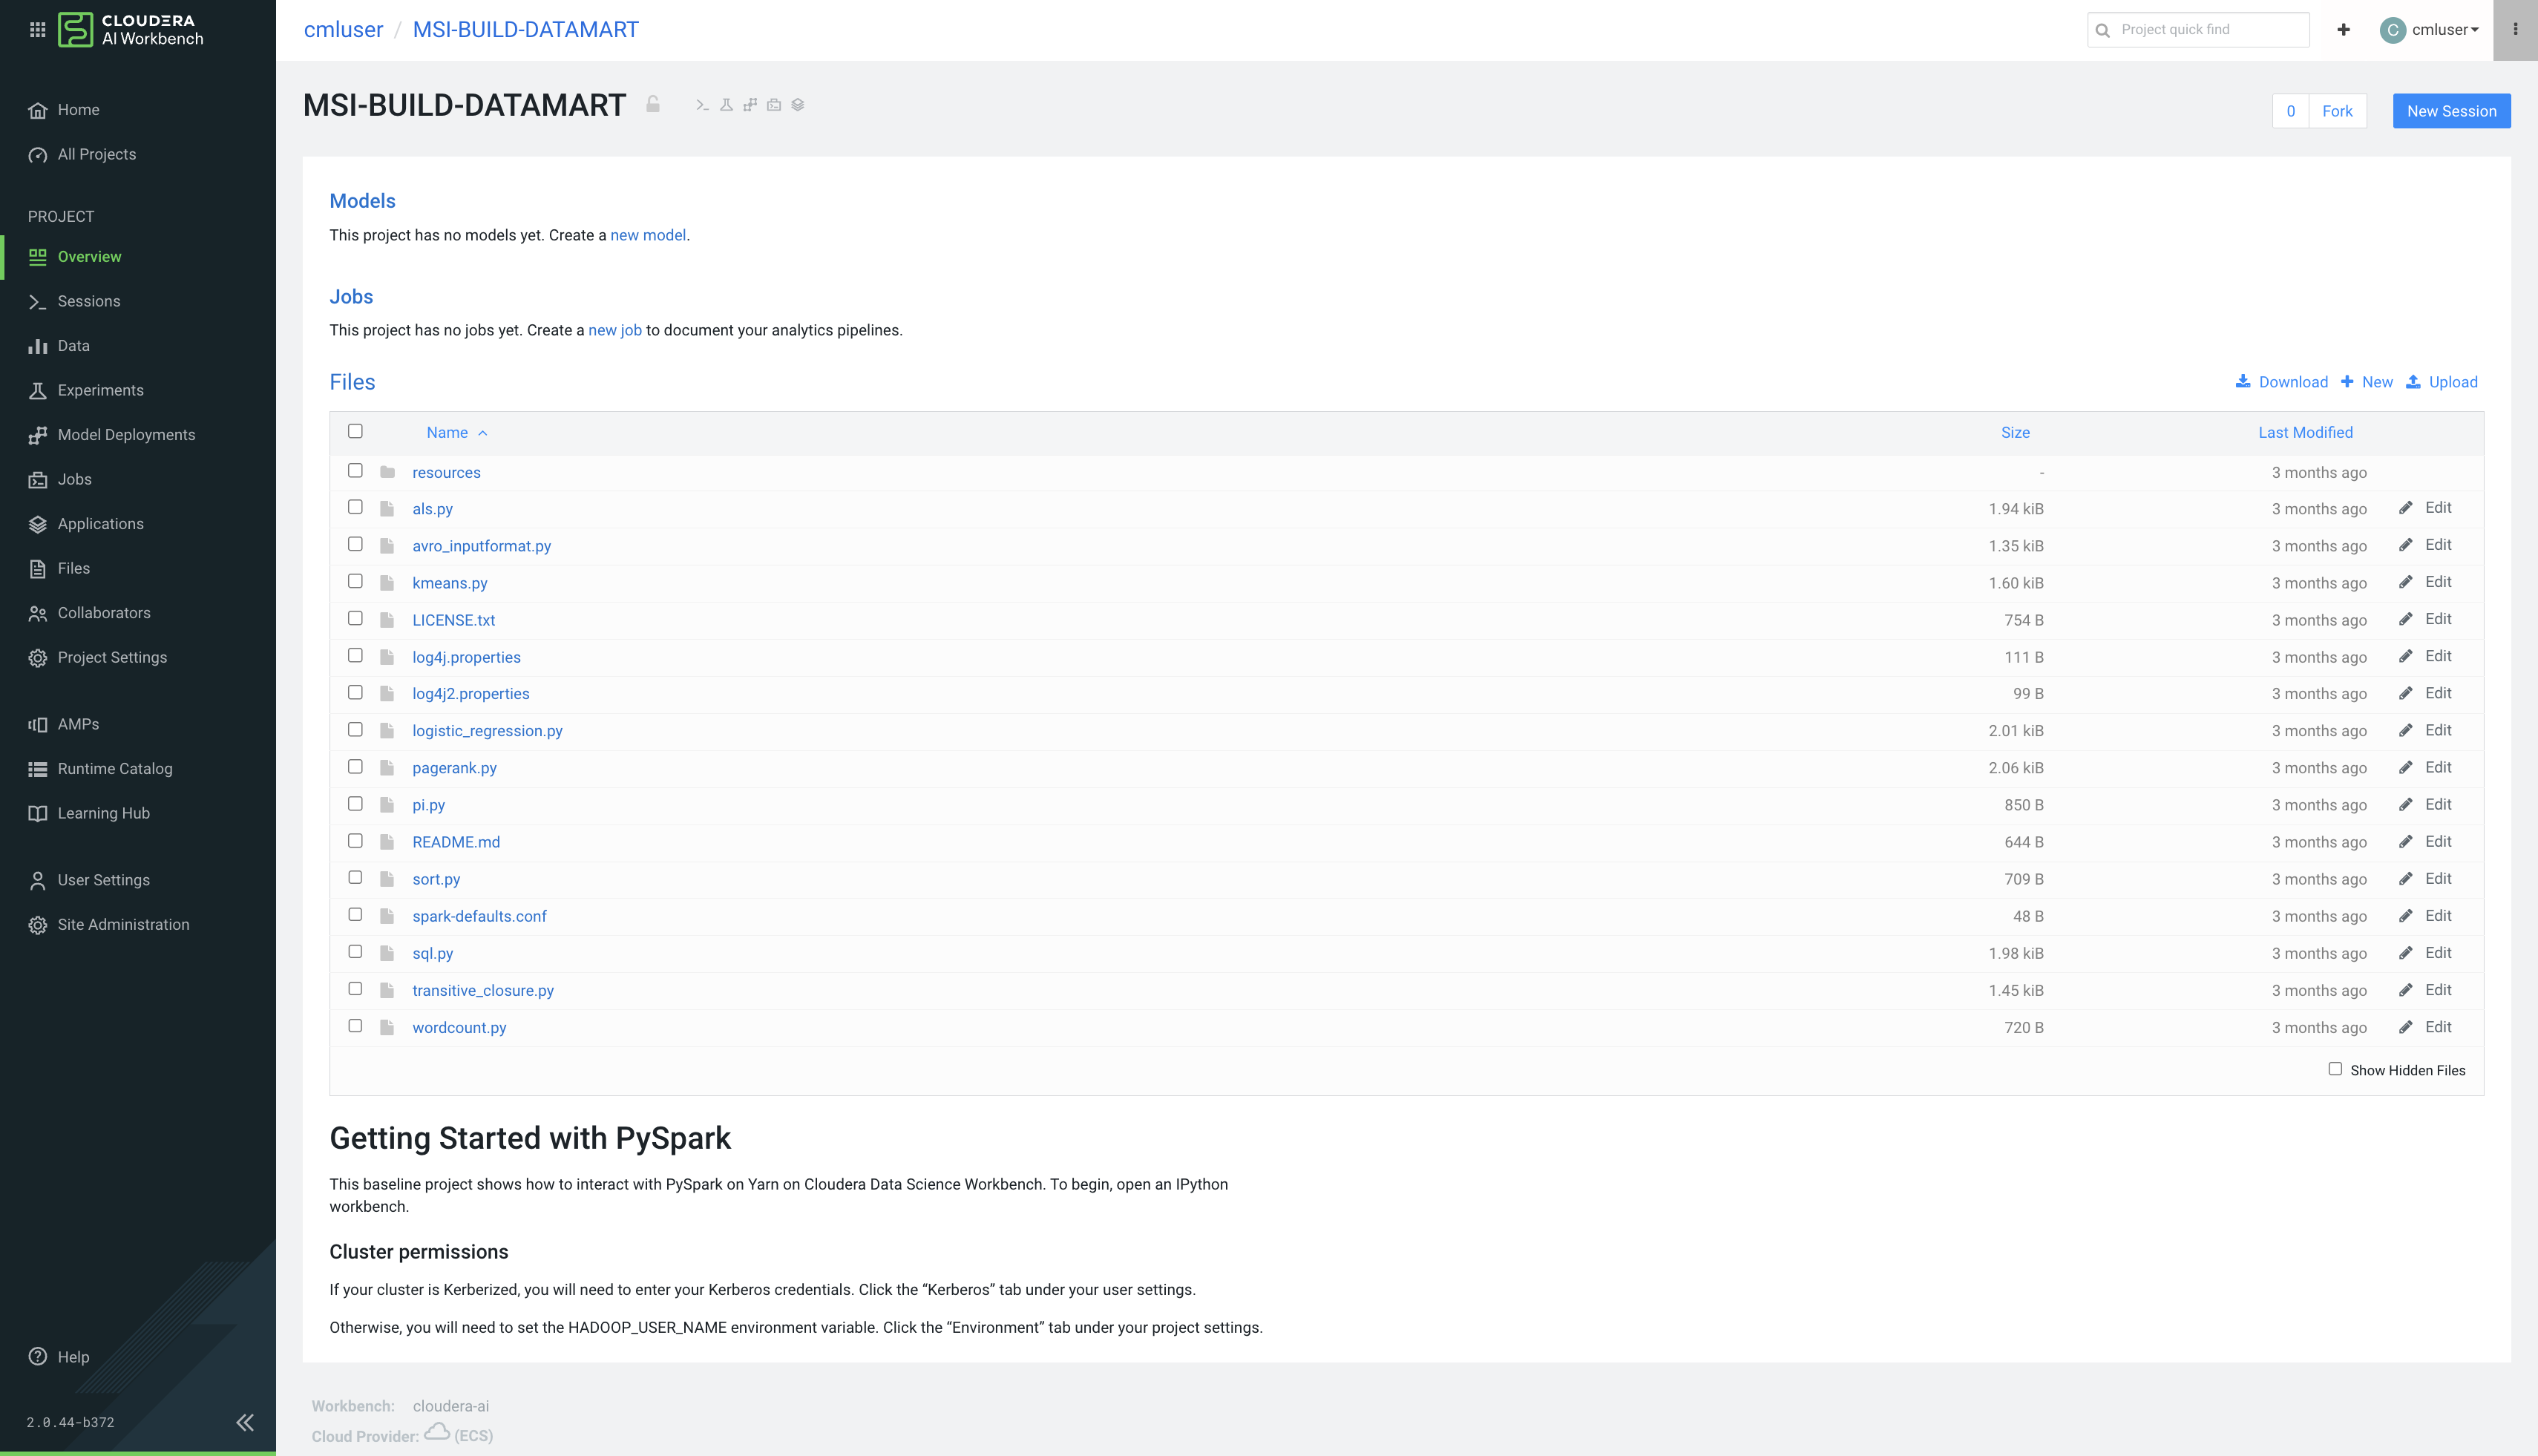 CLOUDERA
AI Workbench
cmluser / MSI-BUILD-DATAMART
Project quick find
C cmluser
Home
All Projects
PROJECT
Overview
Sessions
Data
Experiments
Model Deployments
Jobs
Applications
Files
Collaborators
Project Settings
AMPs
Runtime Catalog
Learning Hub
User Settings
Site Administration
Help
2.0.44-b372
MSI-BUILD-DATAMART
0 Fork New Session
Models
This project has no models yet. Create a new model.
Jobs
This project has no jobs yet. Create a new job to document your analytics pipelines.
Files
Download New Upload
Name Size Last Modified
resources - 3 months ago
als.py 1.94 kiB 3 months ago Edit
avro_inputformat.py 1.35 kiB 3 months ago Edit
kmeans.py 1.60 kiB 3 months ago Edit
LICENSE.txt 754 B 3 months ago Edit
log4j.properties 111 B 3 months ago Edit
log4j2.properties 99 B 3 months ago Edit
logistic_regression.py 2.01 kiB 3 months ago Edit
pagerank.py 2.06 kiB 3 months ago Edit
pi.py 850 B 3 months ago Edit
README.md 644 B 3 months ago Edit
sort.py 709 B 3 months ago Edit
spark-defaults.conf 48 B 3 months ago Edit
sql.py 1.98 kiB 3 months ago Edit
transitive_closure.py 1.45 kiB 3 months ago Edit
wordcount.py 720 B 3 months ago Edit
Show Hidden Files
Getting Started with PySpark
This baseline project shows how to interact with PySpark on Yarn on Cloudera Data Science Workbench. To begin, open an IPython
workbench.
Cluster permissions
If your cluster is Kerberized, you will need to enter your Kerberos credentials. Click the “Kerberos” tab under your user settings.
Otherwise, you will need to set the HADOOP_USER_NAME environment variable. Click the “Environment” tab under your project settings.
Workbench: cloudera-ai
Cloud Provider: (ECS)